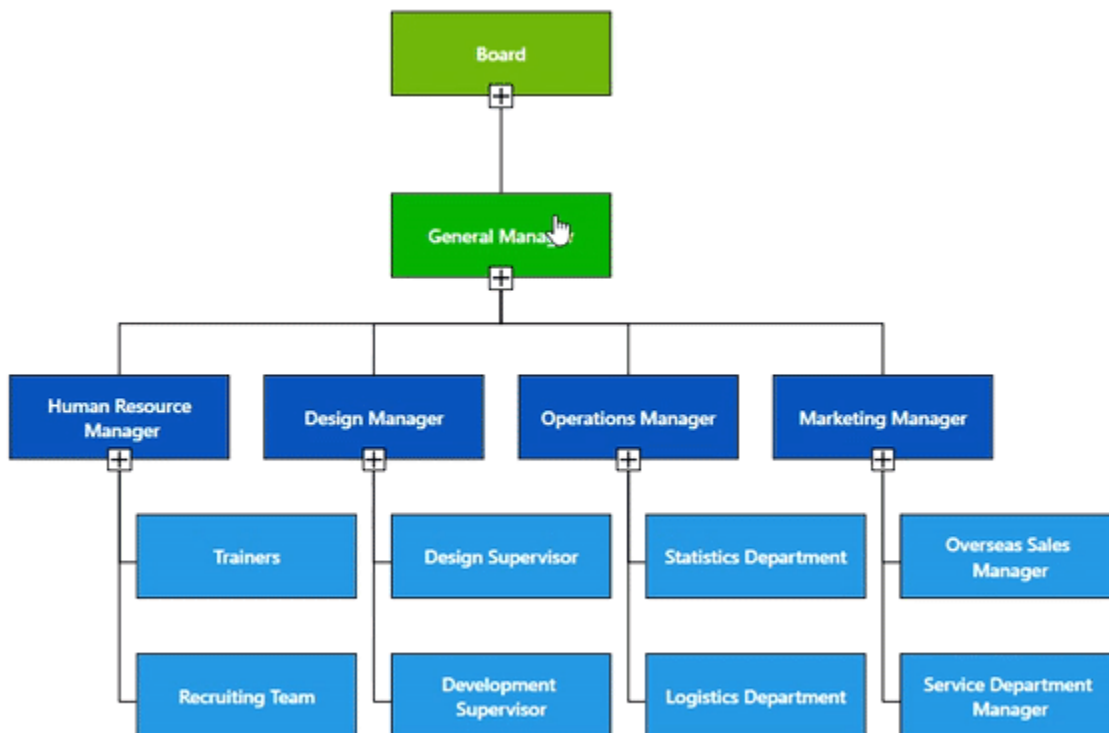 Board
General Manager
Human Resource
Manager
Design Manager
Operations Manager
Marketing Manager
Trainers
Design Supervisor
Statistics Department
Overseas Sales
Manager
Recruiting Team
Development
Supervisor
Logistics Department
Service Department
Manager